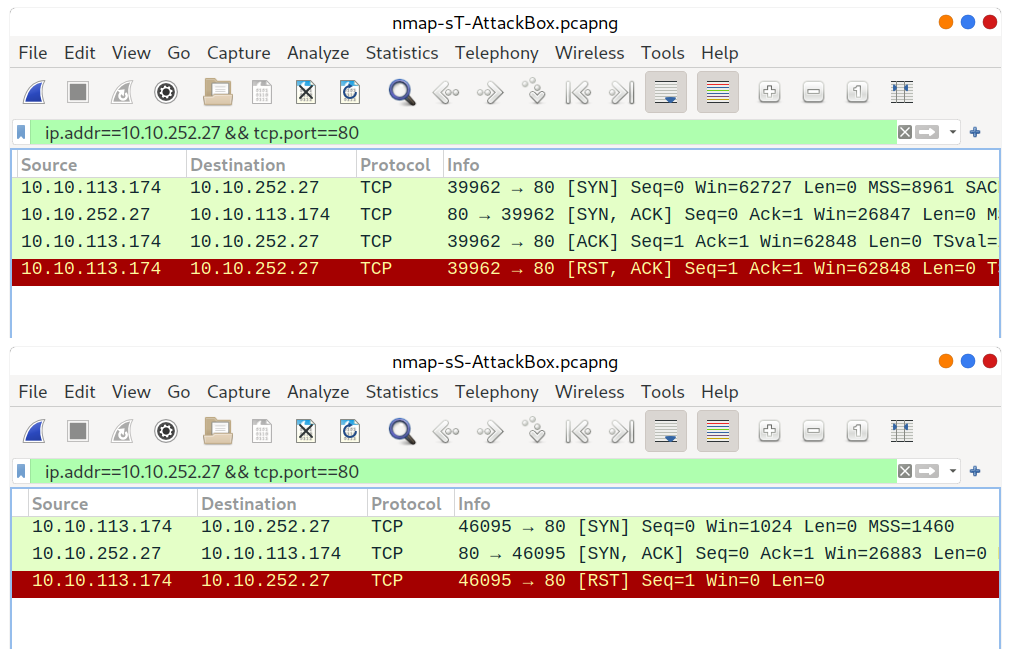 nmap-sT-AttackBox.pcapng
File Edit View Go Capture Analyze Statistics Telephony Wireless Tools Help
ip.addr==10.10.252.27 && tcp.port==80
Source Destination Protocol Info
10.10.113.174 10.10.252.27 TCP 39962 → 80 [SYN] Seq=0 Win=62727 Len=0 MSS=8961 SAC
10.10.252.27 10.10.113.174 TCP 80 → 39962 [SYN, ACK] Seq=0 Ack=1 Win=26847 Len=0 M
10.10.113.174 10.10.252.27 TCP 39962 → 80 [ACK] Seq=1 Ack=1 Win=62848 Len=0 TSval=
10.10.113.174 10.10.252.27 TCP 39962 → 80 [RST, ACK] Seq=1 Ack=1 Win=62848 Len=0 T
nmap-sS-AttackBox.pcapng
File Edit View Go Capture Analyze Statistics Telephony Wireless Tools Help
ip.addr==10.10.252.27 && tcp.port==80
Source Destination Protocol Info
10.10.113.174 10.10.252.27 TCP 46095 → 80 [SYN] Seq=0 Win=1024 Len=0 MSS=1460
10.10.252.27 10.10.113.174 TCP 80 → 46095 [SYN, ACK] Seq=0 Ack=1 Win=26883 Len=0
10.10.113.174 10.10.252.27 TCP 46095 → 80 [RST] Seq=1 Win=0 Len=0